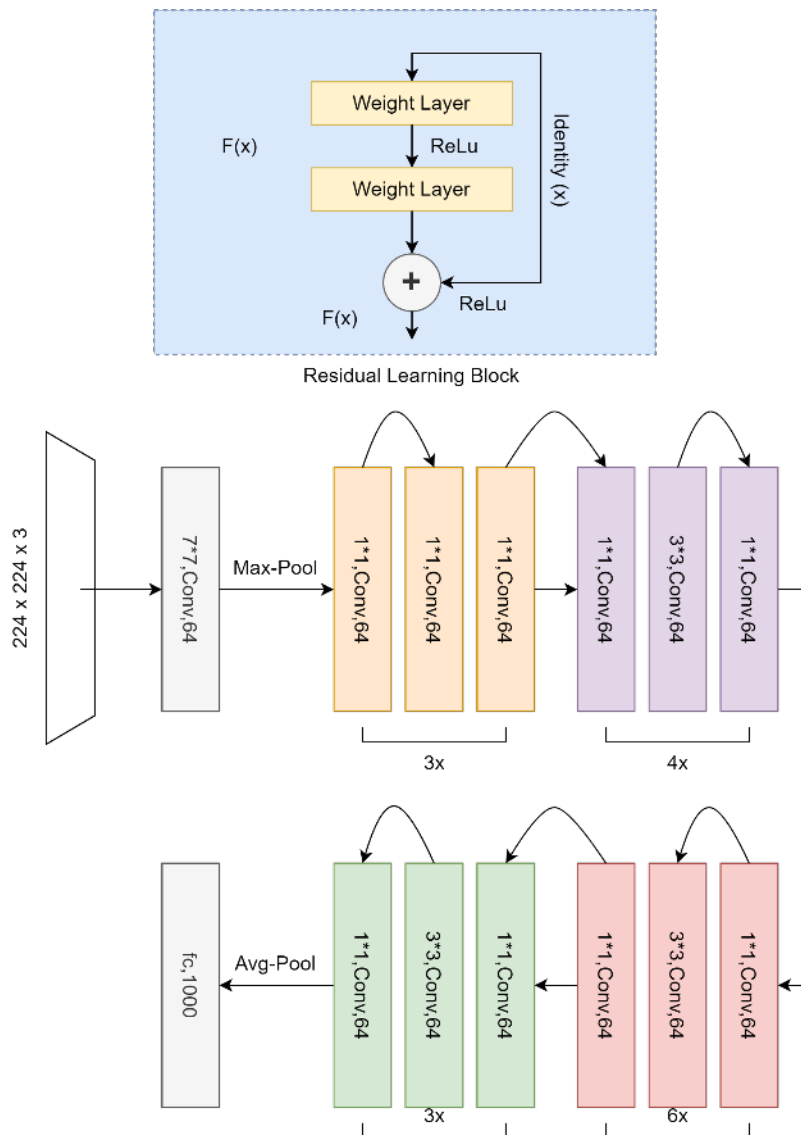 Weight Layer
F(x)
ReLu
Identity (x)
Weight Layer
+
ReLu
F(x)
Residual Learning Block
224 x 224 x 3
7*7,Conv,64
Max-Pool
1*1,Conv,64
1*1,Conv,64
1*1,Conv,64
1*1,Conv,64
3*3,Conv,64
1*1,Conv,64
3x
4x
fc,1000
Avg-Pool
1*1,Conv,64
3*3,Conv,64
1*1,Conv,64
1*1,Conv,64
3*3,Conv,64
1*1,Conv,64
3x
6x